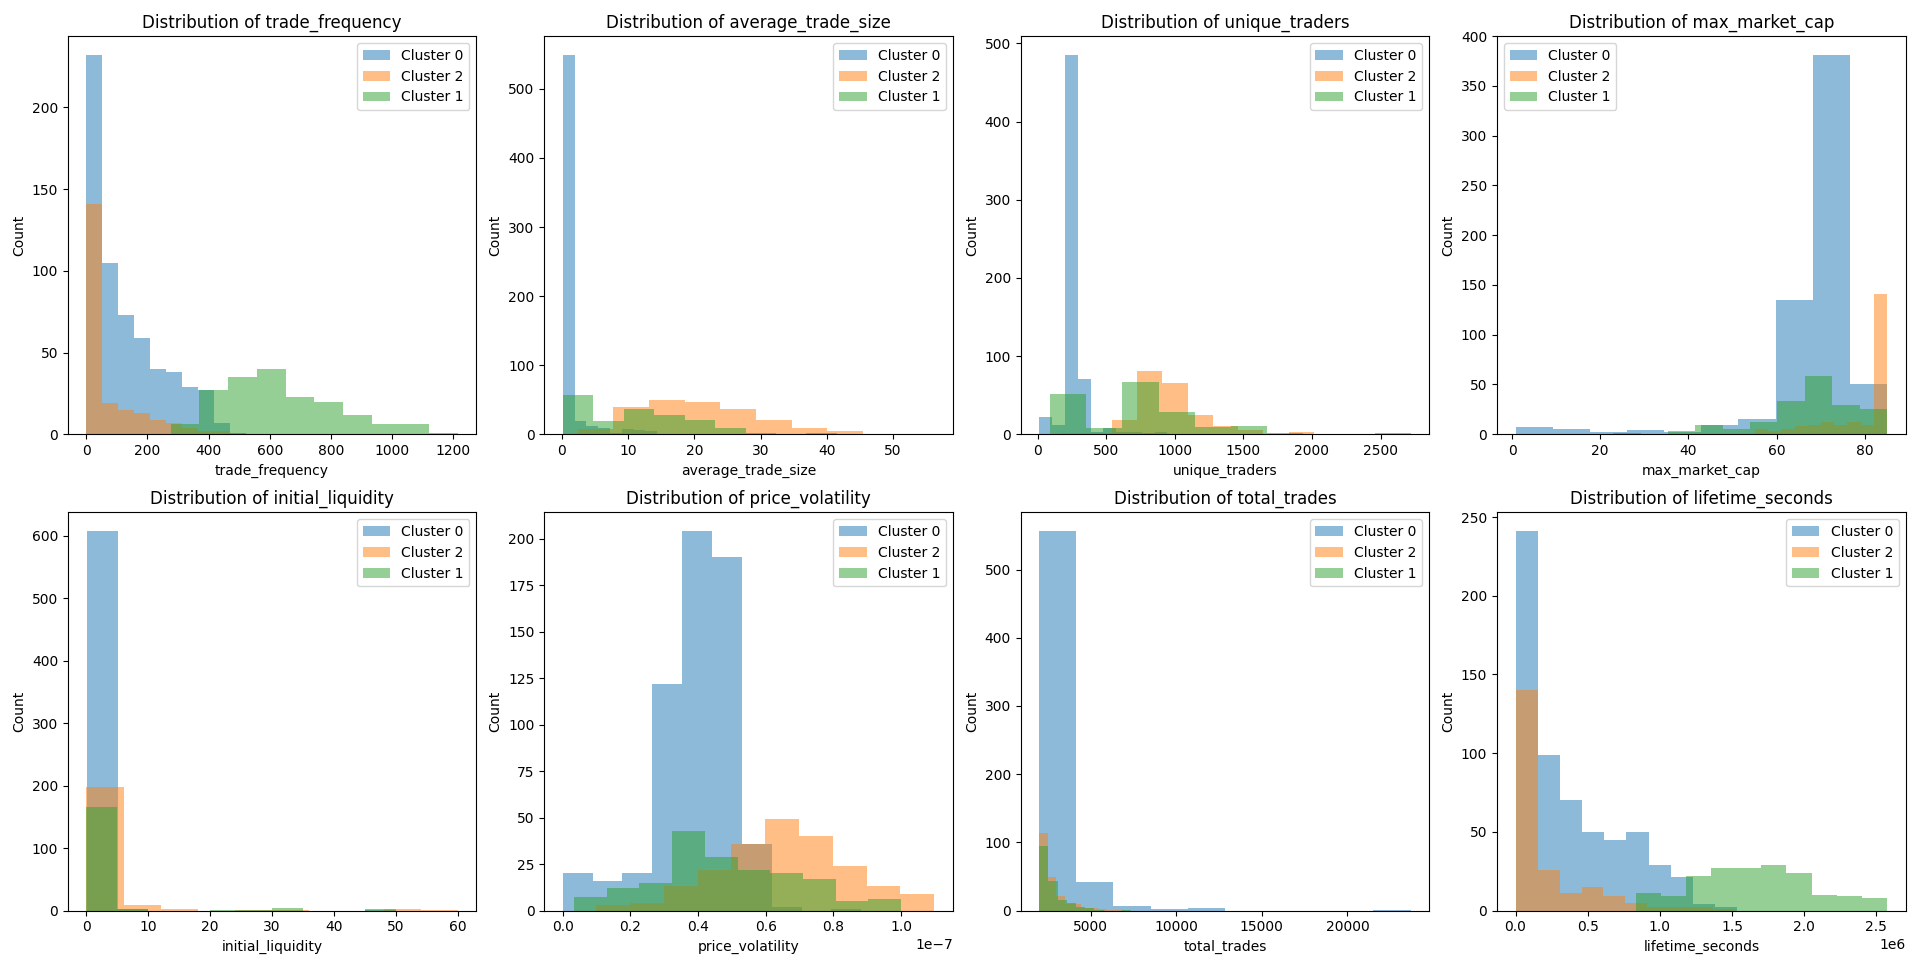 Distribution of trade_frequency
Cluster 0
Cluster 2
Cluster 1
Count
200
150
100
50
0
0 200 400 600 800 1000 1200
trade_frequency
Distribution of average_trade_size
Cluster 0
Cluster 2
Cluster 1
Count
500
400
300
200
100
0
0 10 20 30 40 50
average_trade_size
Distribution of unique_traders
Cluster 0
Cluster 2
Cluster 1
Count
500
400
300
200
100
0
0 500 1000 1500 2000 2500
unique_traders
Distribution of max_market_cap
Cluster 0
Cluster 2
Cluster 1
Count
400
350
300
250
200
150
100
50
0
0 20 40 60 80
max_market_cap
Distribution of initial_liquidity
Cluster 0
Cluster 2
Cluster 1
Count
600
500
400
300
200
100
0
0 10 20 30 40 50 60
initial_liquidity
Distribution of price_volatility
Cluster 0
Cluster 2
Cluster 1
Count
200
175
150
125
100
75
50
25
0
0.0 0.2 0.4 0.6 0.8 1.0
1e−7
price_volatility
Distribution of total_trades
Cluster 0
Cluster 2
Cluster 1
Count
500
400
300
200
100
0
5000 10000 15000 20000
total_trades
Distribution of lifetime_seconds
Cluster 0
Cluster 2
Cluster 1
Count
250
200
150
100
50
0
0.0 0.5 1.0 1.5 2.0 2.5
1e6
lifetime_seconds